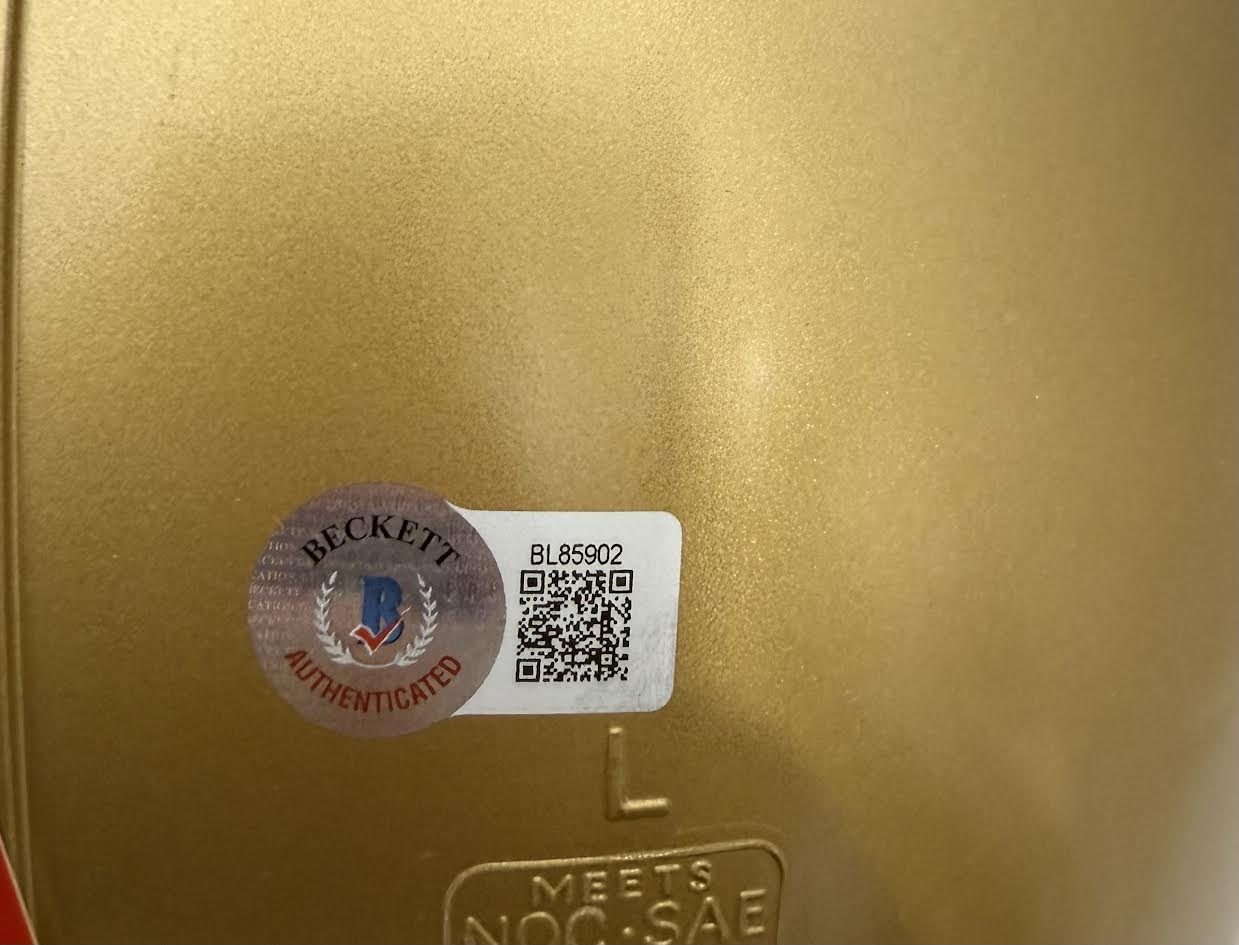 BECKETT
B
AUTHENTICATED
BL85902
L
MEETS
NOC·SAE